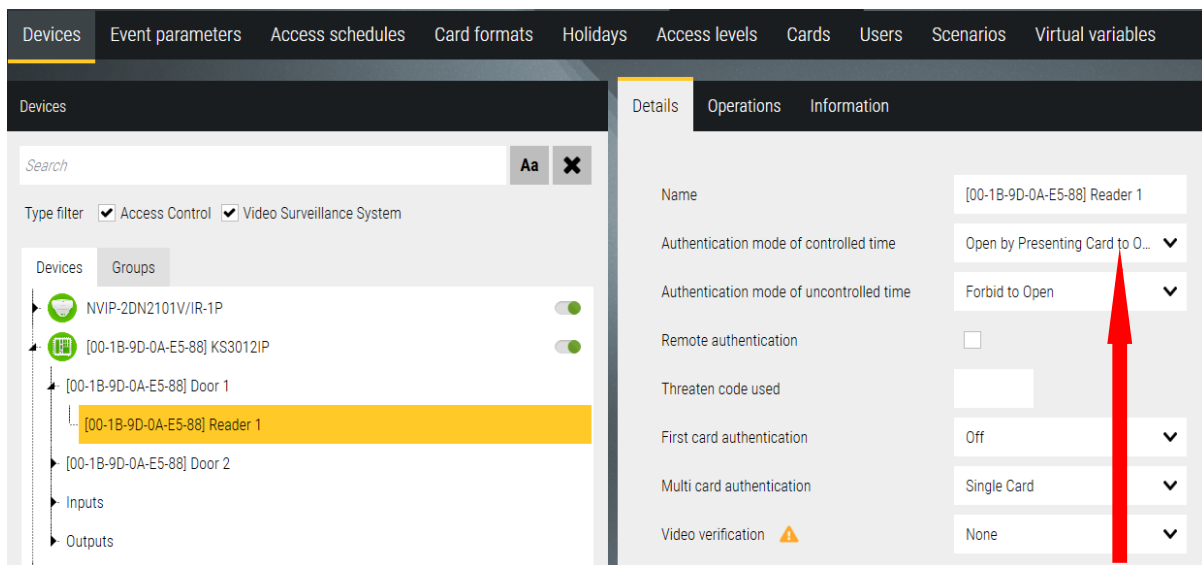 Devices Event parameters Access schedules Card formats Holidays Access levels Cards Users Scenarios Virtual variables
Devices
Search Aa
Type filter Access Control Video Surveillance System
Devices Groups
NVIP-2DN2101V/IR-1P
[00-1B-9D-0A-E5-88] KS3012IP
[00-1B-9D-0A-E5-88] Door 1
[00-1B-9D-0A-E5-88] Reader 1
[00-1B-9D-0A-E5-88] Door 2
Inputs
Outputs
Details Operations Information
Name [00-1B-9D-0A-E5-88] Reader 1
Authentication mode of controlled time Open by Presenting Card to O...
Authentication mode of uncontrolled time Forbid to Open
Remote authentication
Threaten code used
First card authentication Off
Multi card authentication Single Card
Video verification None